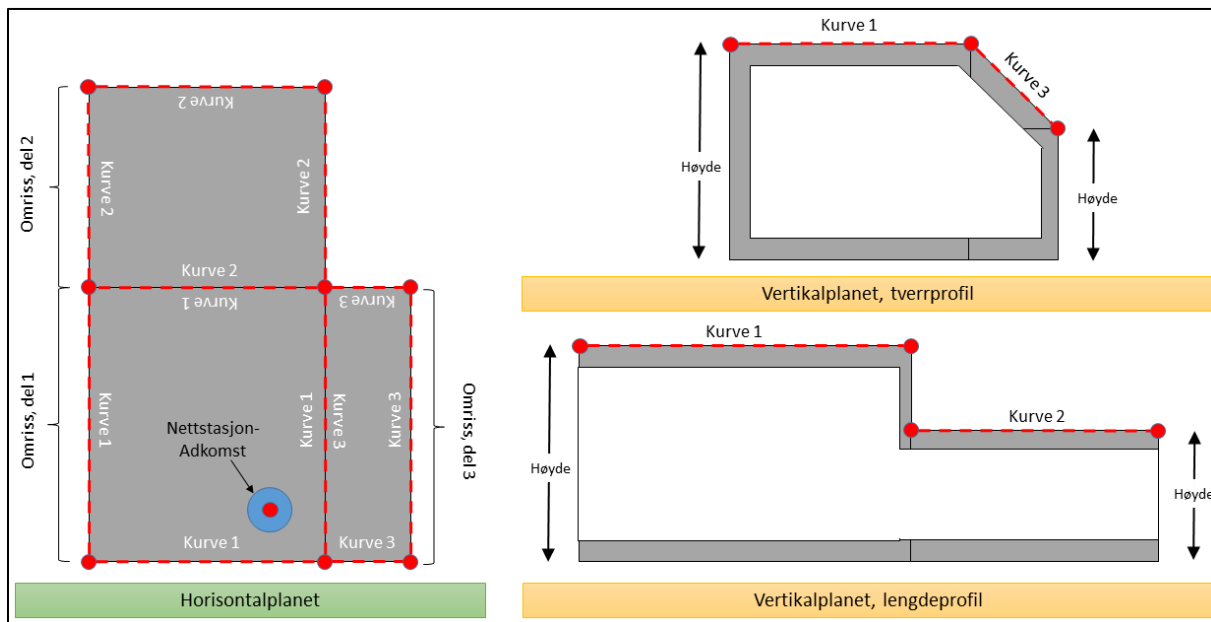 Omriss, del 2
Kurve 2
Kurve 2
Kurve 2
Kurve 2
Omriss, del 1
Kurve 1
Kurve 1
Kurve 1
Kurve 3
Kurve 3
Kurve 3
Omriss, del 3
Nettstasjon-
Adkomst
Kurve 1
Kurve 3
Horisontalplanet
Kurve 1
Kurve 3
Høyde
Høyde
Vertikalplanet, tverrprofil
Kurve 1
Kurve 2
Høyde
Høyde
Vertikalplanet, lengdeprofil